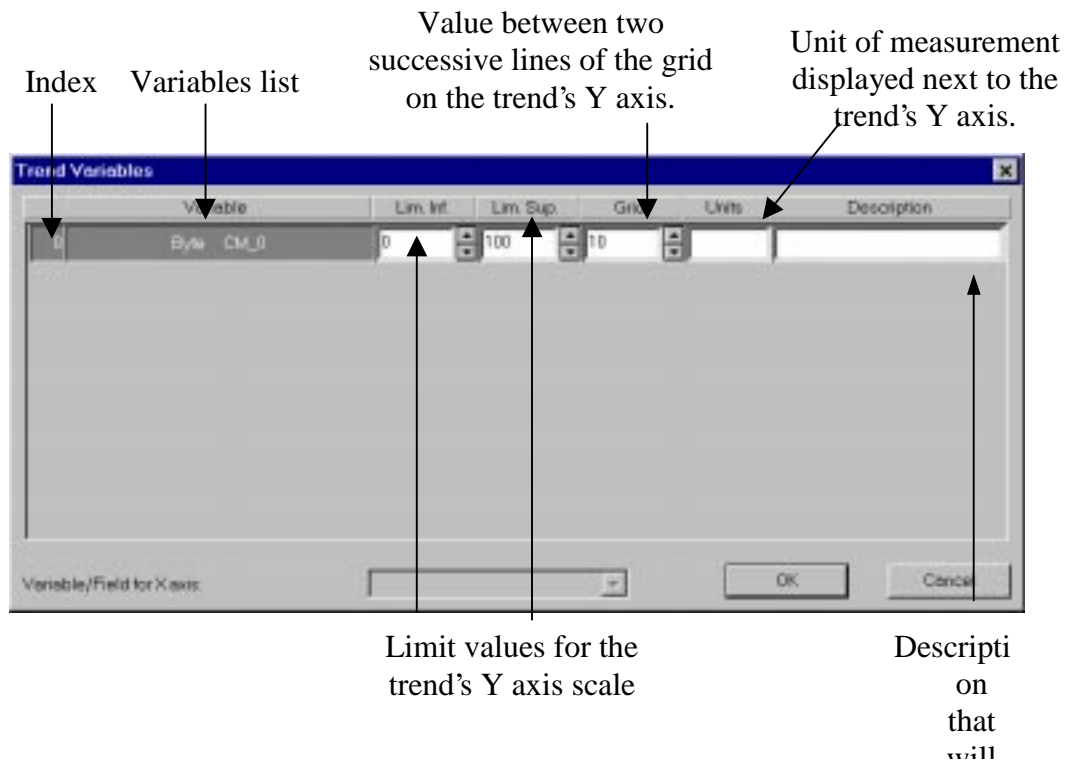 Value between two
successive lines of the grid
on the trend's Y axis.
Unit of measurement
displayed next to the
trend's Y axis.
Index Variables list
Trend Variables
Variable Lim. Inf. Lim. Sup. Grid Units Description
0 Byte CM_0 0 100 10
Variable/Field for X axis: OK Cancel
Limit values for the
trend's Y axis scale
Descripti
on
that
will